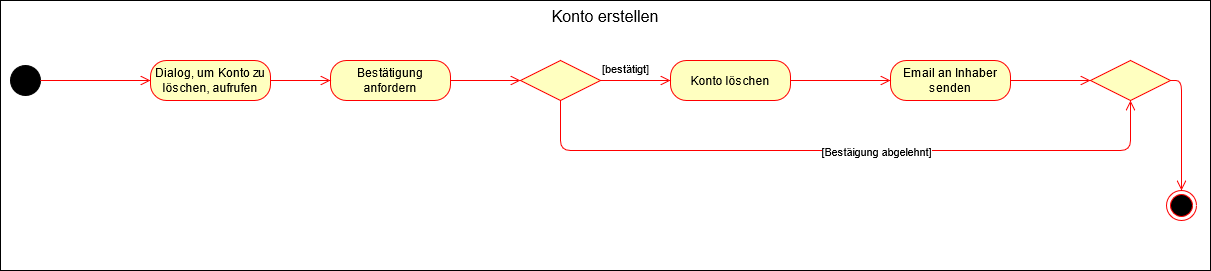 Konto erstellen
Dialog, um Konto zu
löschen, aufrufen
Bestätigung
anfordern
[bestätigt]
Konto löschen
Email an Inhaber
senden
[Bestäigung abgelehnt]